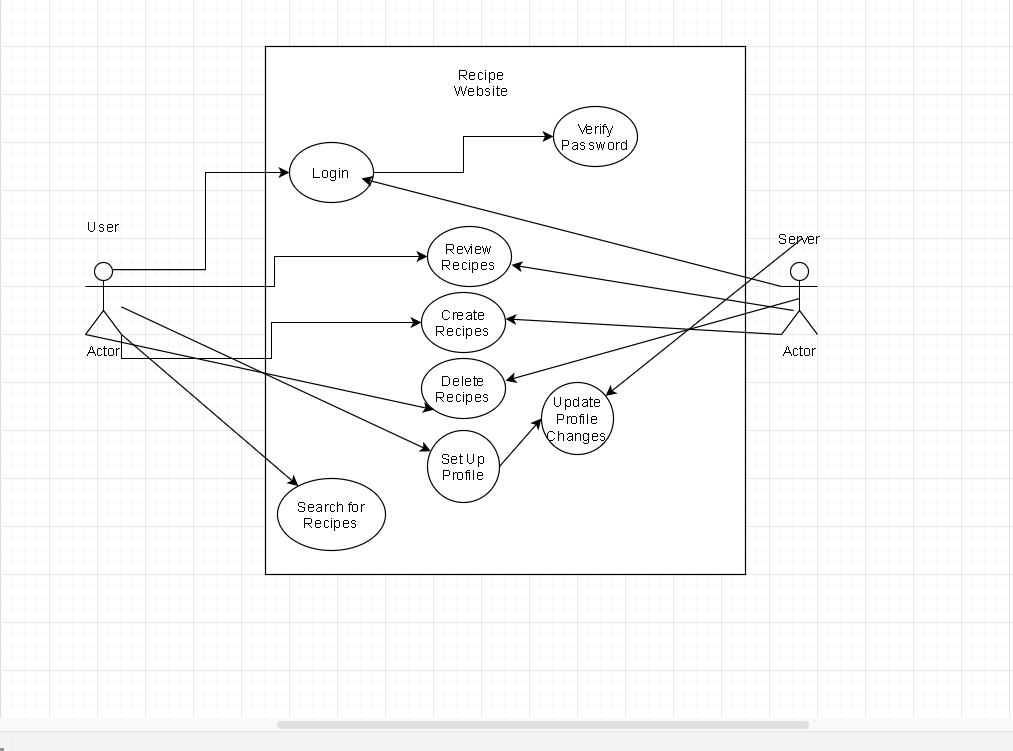 Recipe
Website
Verify
Password
Login
User
Server
Review
Recipes
Create
Recipes
Actor
Actor
Delete
Recipes
Update
Profile
Changes
Set Up
Profile
Search for
Recipes